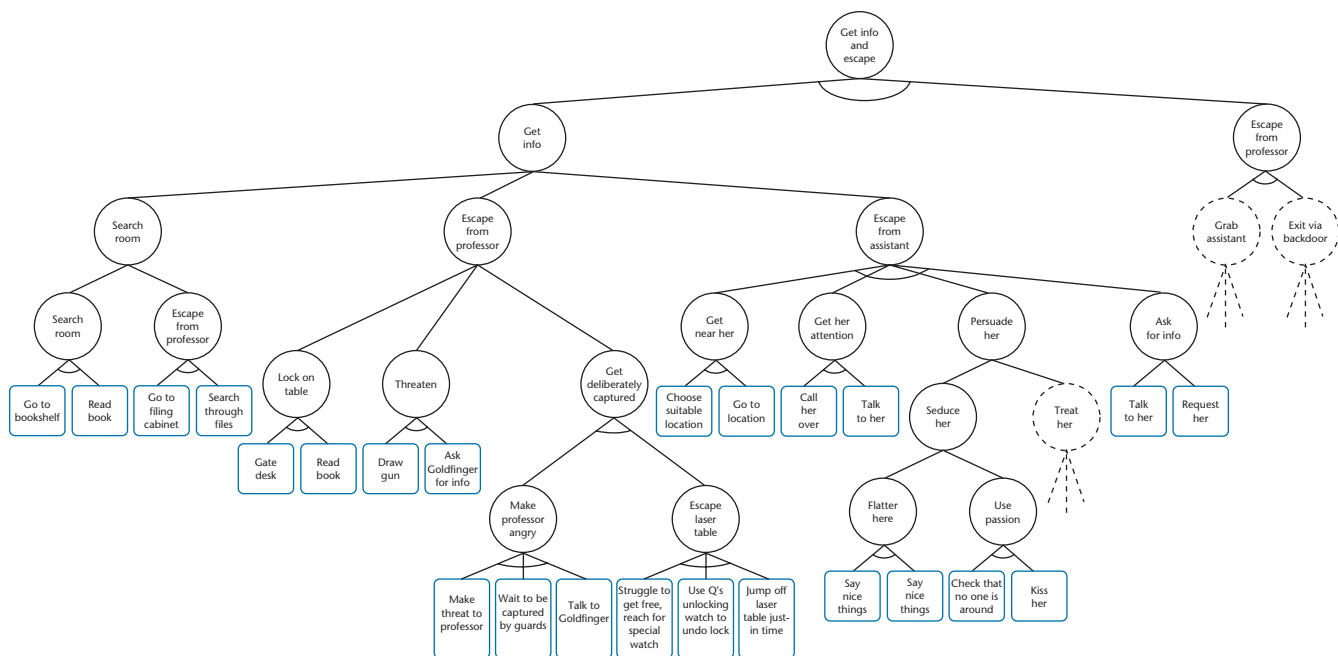 Get info
and
escape
Get
info
Escape
from
professor
Search
room
Escape
from
professor
Escape
from
assistant
Grab
assistant
Exit via
backdoor
Search
room
Escape
from
professor
Get
near her
Get her
attention
Persuade
her
Ask
for info
Lock on
table
Threaten
Get
deliberately
captured
Go to
bookshelf
Read
book
Go to
filing
cabinet
Search
through
files
Choose
suitable
location
Go to
location
Call
her
over
Talk
to her
Seduce
her
Treat
her
Talk
to her
Request
her
Gate
desk
Read
book
Draw
gun
Ask
Goldfinger
for info
Make
professor
angry
Escape
laser
table
Flatter
here
Use
passion
Make
threat to
professor
Wait to be
captured
by guards
Talk to
Goldfinger
Struggle to
get free,
reach for
special
watch
Use Q's
unlocking
watch to
undo lock
Jump off
laser
table just-
in time
Say
nice
things
Say
nice
things
Check that
no one is
around
Kiss
her